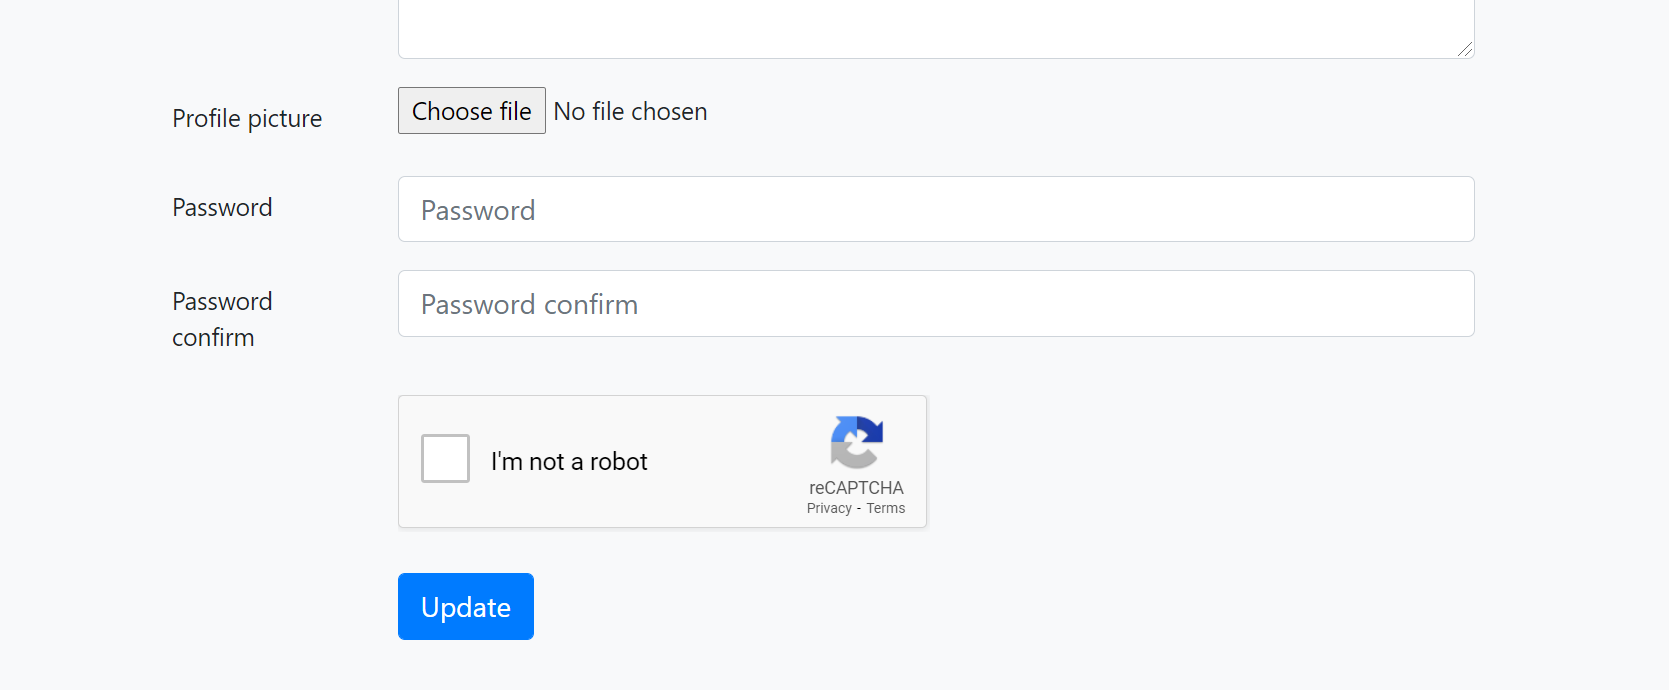 Profile picture
Choose file No file chosen
Password
Password
Password
confirm
Password confirm
I'm not a robot
reCAPTCHA
Privacy - Terms
Update